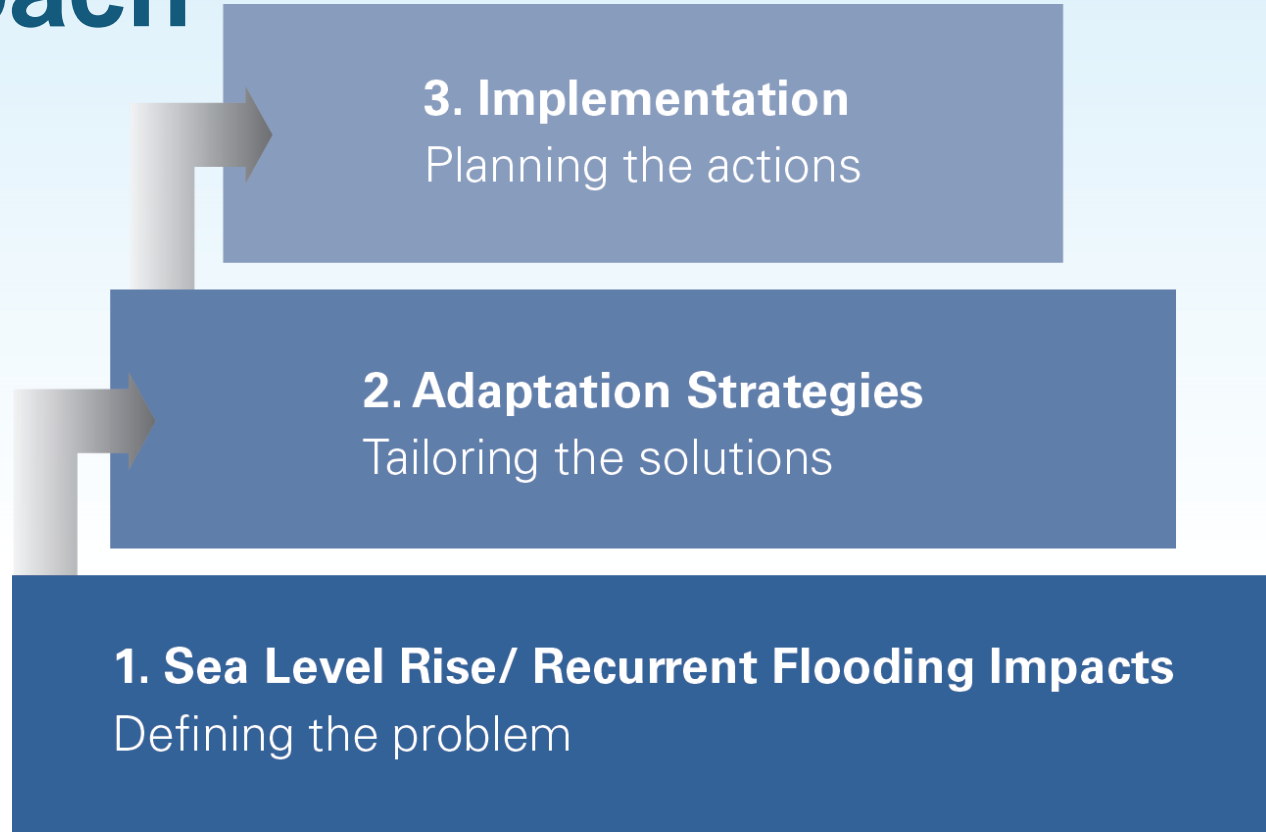 3. Implementation
Planning the actions
2. Adaptation Strategies
Tailoring the solutions
1. Sea Level Rise/ Recurrent Flooding Impacts
Defining the problem